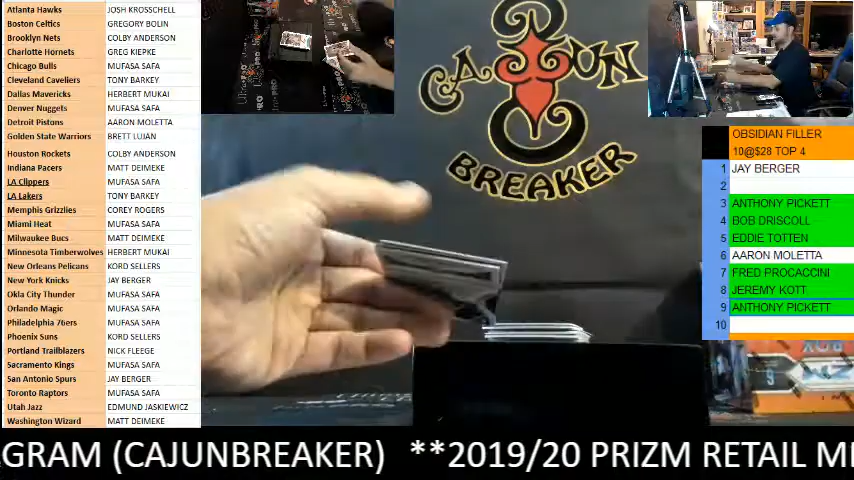 Atlanta Hawks JOSH KROSSCHELL
Boston Celtics GREGORY BOLIN
Brooklyn Nets COLBY ANDERSON
Charlotte Hornets GREG KIEPKE
Chicago Bulls MUFASA SAFA
Cleveland Cavaliers TONY BARKEY
Dallas Mavericks HERBERT MUKAI
Denver Nuggets MUFASA SAFA
Detroit Pistons AARON MOLETTA
Golden State Warriors BRETT LUJAN
Houston Rockets COLBY ANDERSON
Indiana Pacers MATT DEIMEKE
LA Clippers MUFASA SAFA
LA Lakers TONY BARKEY
Memphis Grizzlies COREY ROGERS
Miami Heat MUFASA SAFA
Milwaukee Bucs MATT DEIMEKE
Minnesota Timberwolves HERBERT MUKAI
New Orleans Pelicans KORD SELLERS
New York Knicks JAY BERGER
Okla City Thunder MUFASA SAFA
Orlando Magic MUFASA SAFA
Philadelphia 76ers MUFASA SAFA
Phoenix Suns KORD SELLERS
Portland Trailblazers NICK FLEEGE
Sacramento Kings MUFASA SAFA
San Antonio Spurs JAY BERGER
Toronto Raptors MUFASA SAFA
Utah Jazz EDMUND JASKIEWICZ
Washington Wizard MATT DEIMEKE
CAJUN
BREAKER
OBSIDIAN FILLER
10@$28 TOP 4
1 JAY BERGER
2
3 ANTHONY PICKETT
4 BOB DRISCOLL
5 EDDIE TOTTEN
6 AARON MOLETTA
7 FRED PROCACCINI
8 JEREMY KOTT
9 ANTHONY PICKETT
10
GRAM (CAJUNBREAKER) **2019/20 PRIZM RETAIL